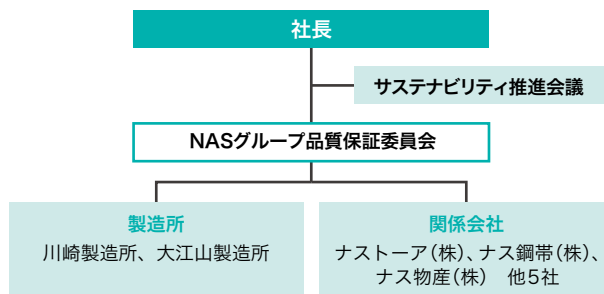 社長
サステナビリティ推進会議
NASグループ品質保証委員会
製造所
川崎製造所、大江山製造所
関係会社
ナストーア(株)、ナス鋼帯(株)、
ナス物産(株)　他5社